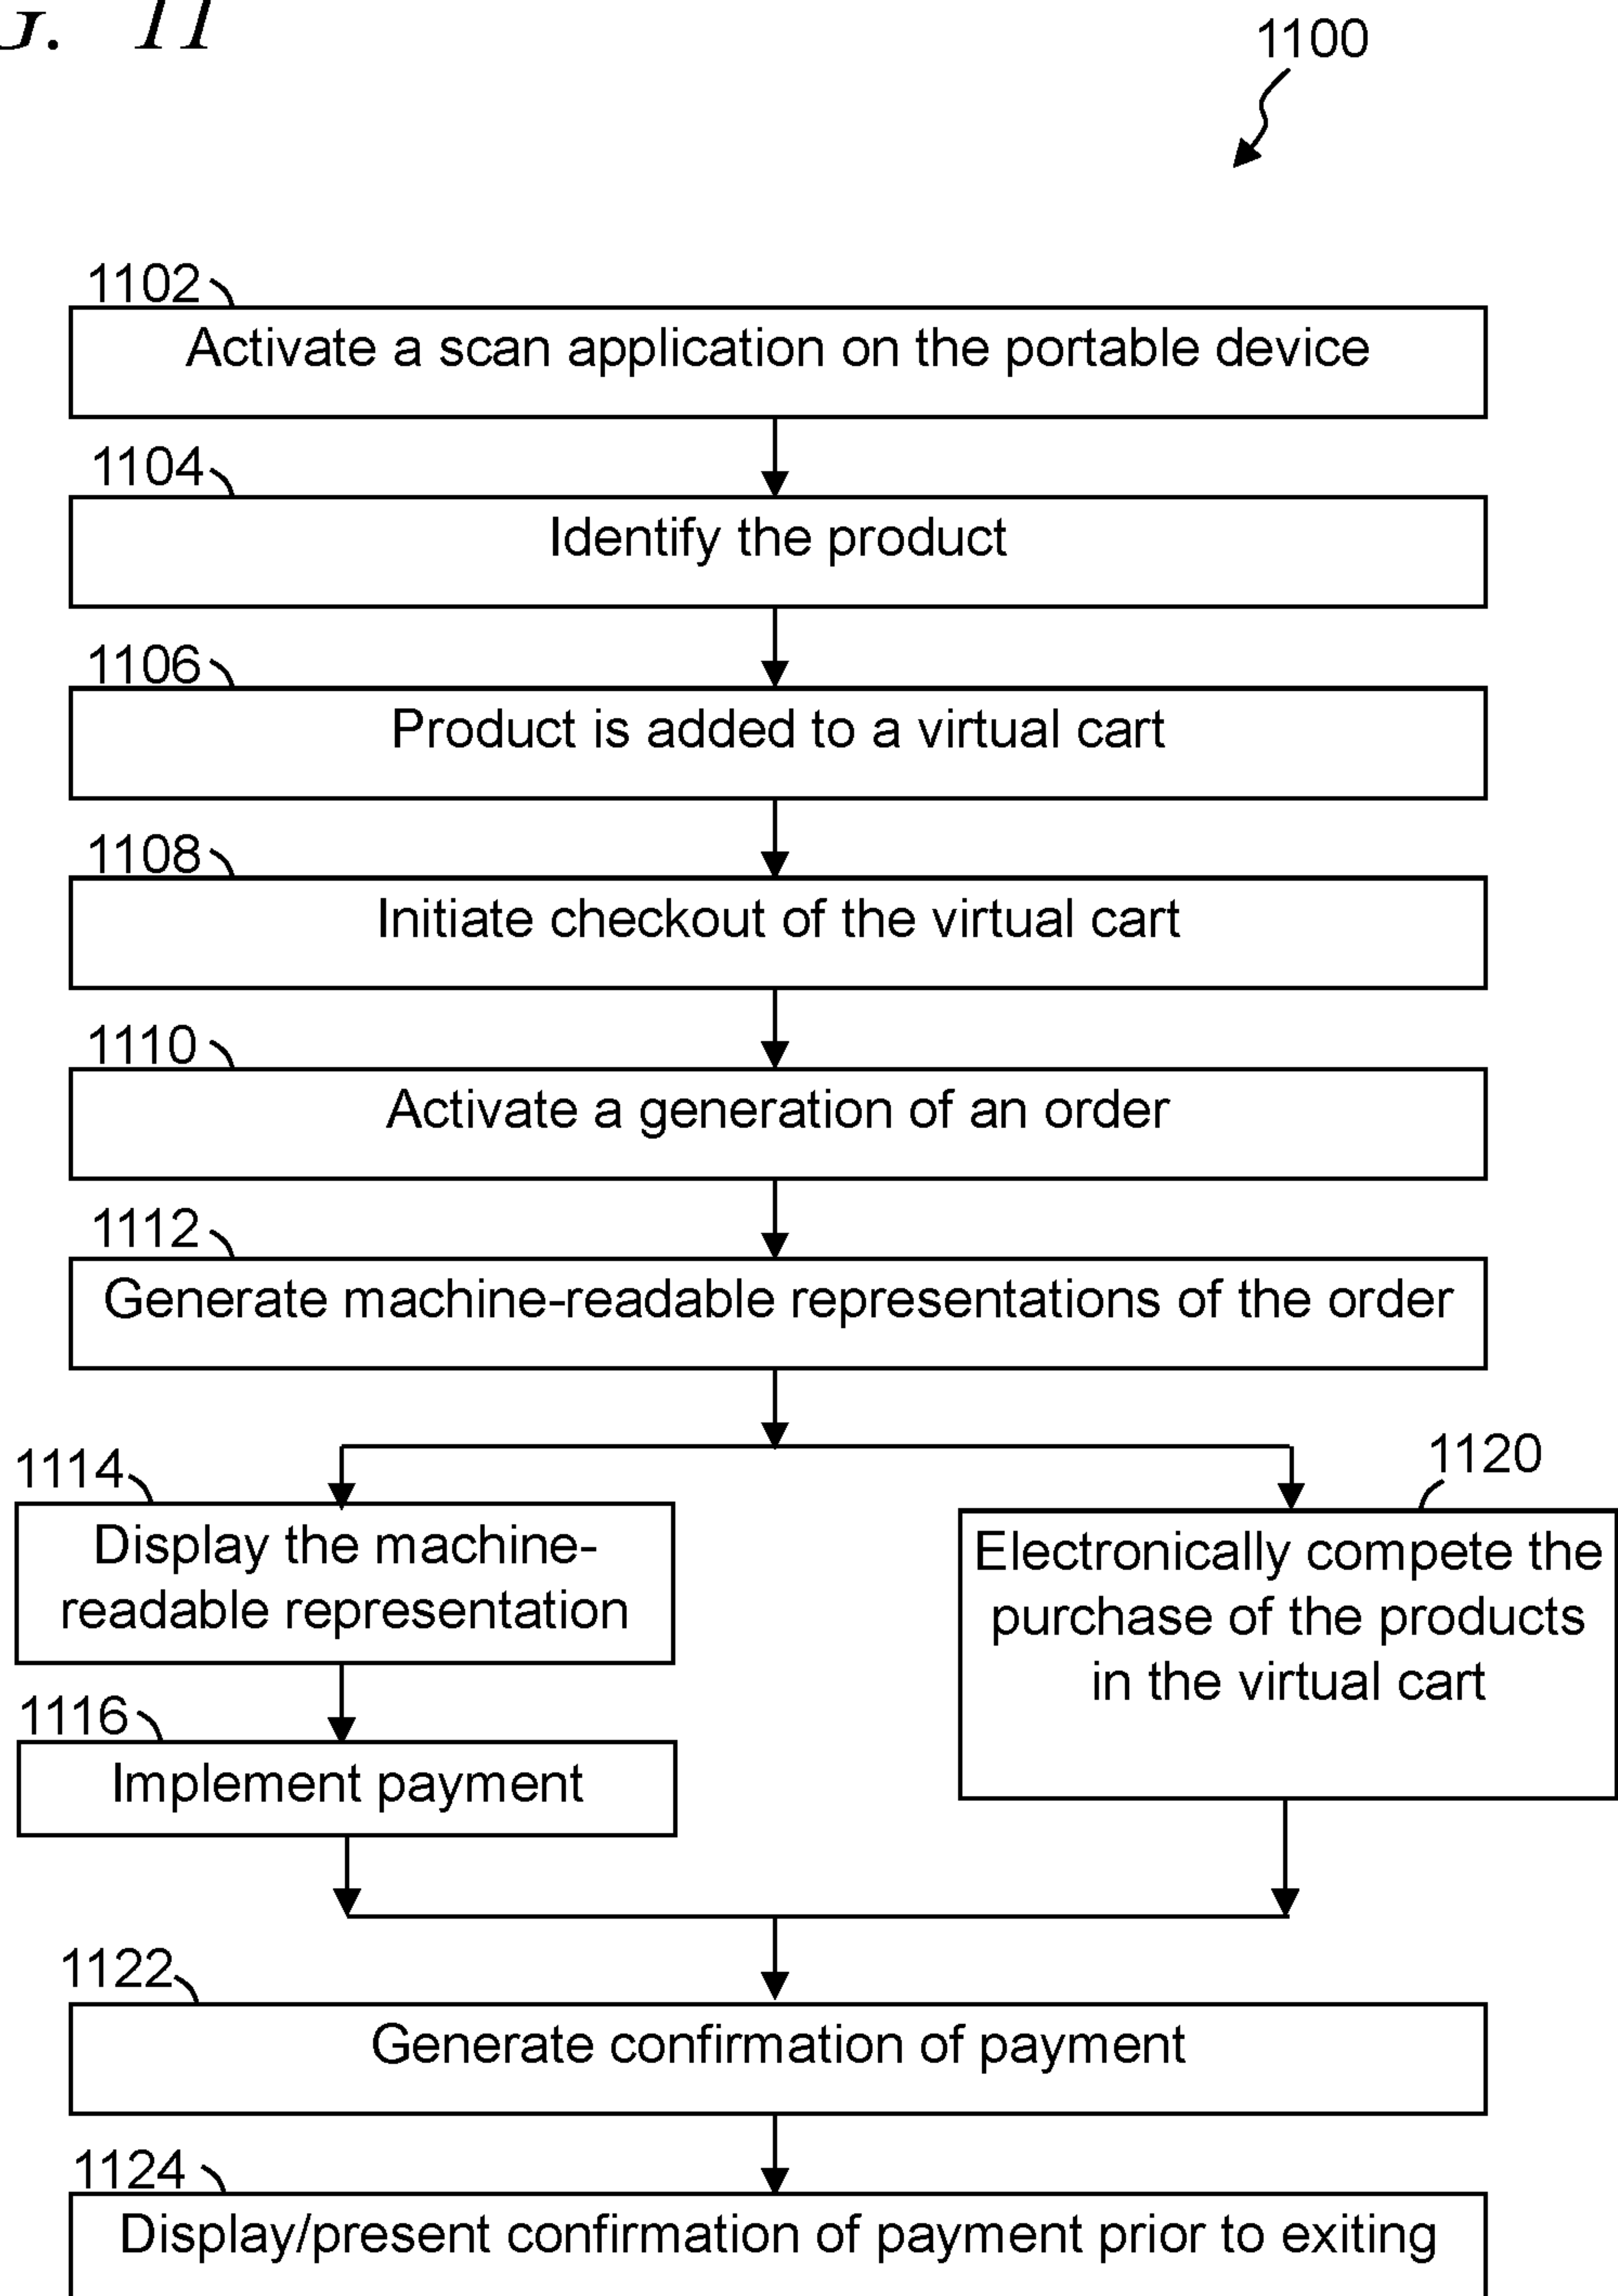 G. 11
1100
1102
Activate a scan application on the portable device
1104
Identify the product
1106
Product is added to a virtual cart
1108
Initiate checkout of the virtual cart
1110
Activate a generation of an order
1112
Generate machine-readable representations of the order
1114
Display the machine-
readable representation
1116
Implement payment
1120
Electronically compete the
purchase of the products
in the virtual cart
1122
Generate confirmation of payment
1124
Display/present confirmation of payment prior to exiting